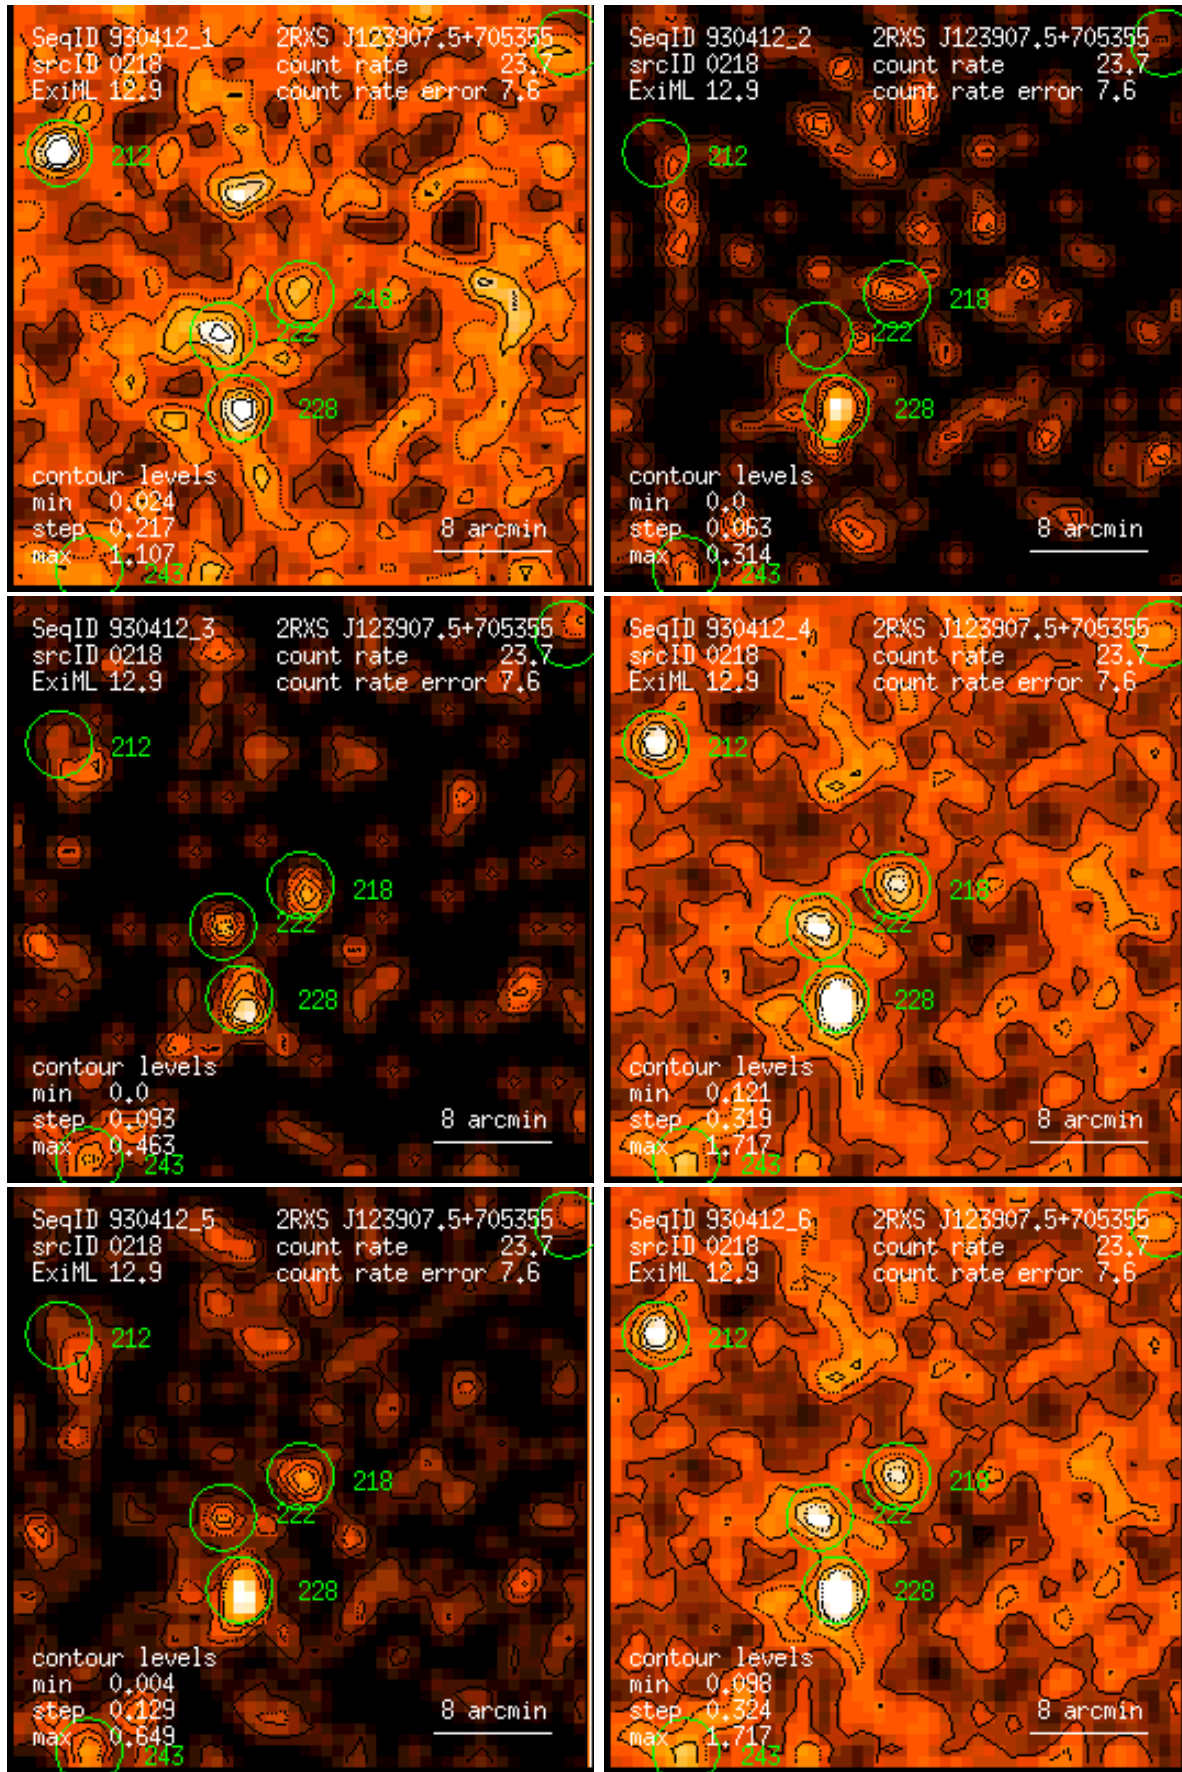 SeqID 930412_1 2RXS J123907.5+705355
srcID 0218 count rate 23.7
ExiML 12.9 count rate error 7.6
212
218
222
228
contour levels
min 0.024
step 0.217
max 1.107
8 arcmin
243
SeqID 930412_2 2RXS J123907.5+705355
srcID 0218 count rate 23.7
ExiML 12.9 count rate error 7.6
212
218
222
228
contour levels
min 0.0
step 0.063
max 0.314
8 arcmin
243
SeqID 930412_3 2RXS J123907.5+705355
srcID 0218 count rate 23.7
ExiML 12.9 count rate error 7.6
212
218
222
228
contour levels
min 0.0
step 0.093
max 0.463
8 arcmin
243
SeqID 930412_4 2RXS J123907.5+705355
srcID 0218 count rate 23.7
ExiML 12.9 count rate error 7.6
212
218
222
228
contour levels
min 0.121
step 0.319
max 1.717
8 arcmin
243
SeqID 930412_5 2RXS J123907.5+705355
srcID 0218 count rate 23.7
ExiML 12.9 count rate error 7.6
212
218
222
228
contour levels
min 0.004
step 0.129
max 0.649
8 arcmin
243
SeqID 930412_6 2RXS J123907.5+705355
srcID 0218 count rate 23.7
ExiML 12.9 count rate error 7.6
212
218
222
228
contour levels
min 0.098
step 0.324
max 1.717
8 arcmin
243